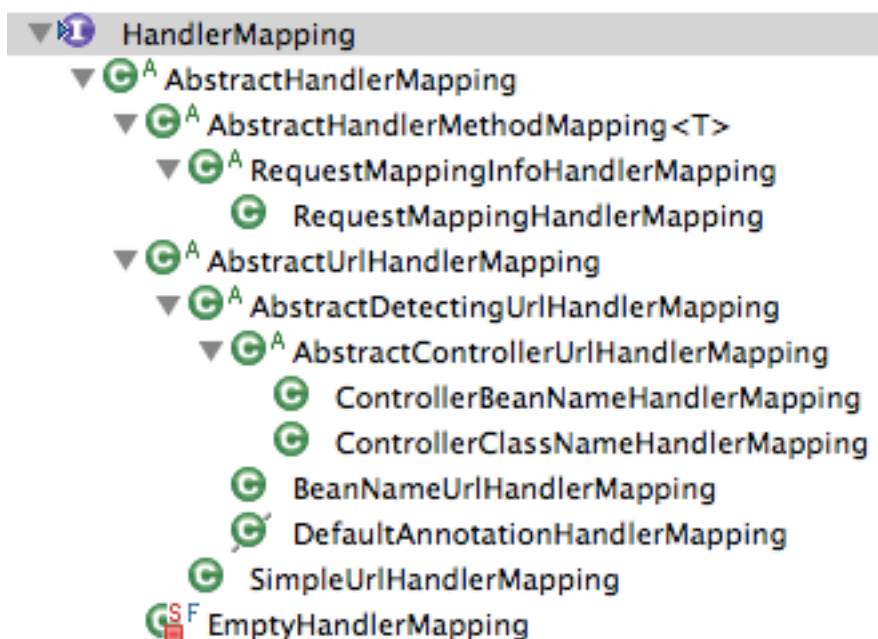 HandlerMapping
AbstractHandlerMapping
AbstractHandlerMethodMapping<T>
RequestMappingInfoHandlerMapping
RequestMappingHandlerMapping
AbstractUrlHandlerMapping
AbstractDetectingUrlHandlerMapping
AbstractControllerUrlHandlerMapping
ControllerBeanNameHandlerMapping
ControllerClassNameHandlerMapping
BeanNameUrlHandlerMapping
DefaultAnnotationHandlerMapping
SimpleUrlHandlerMapping
EmptyHandlerMapping